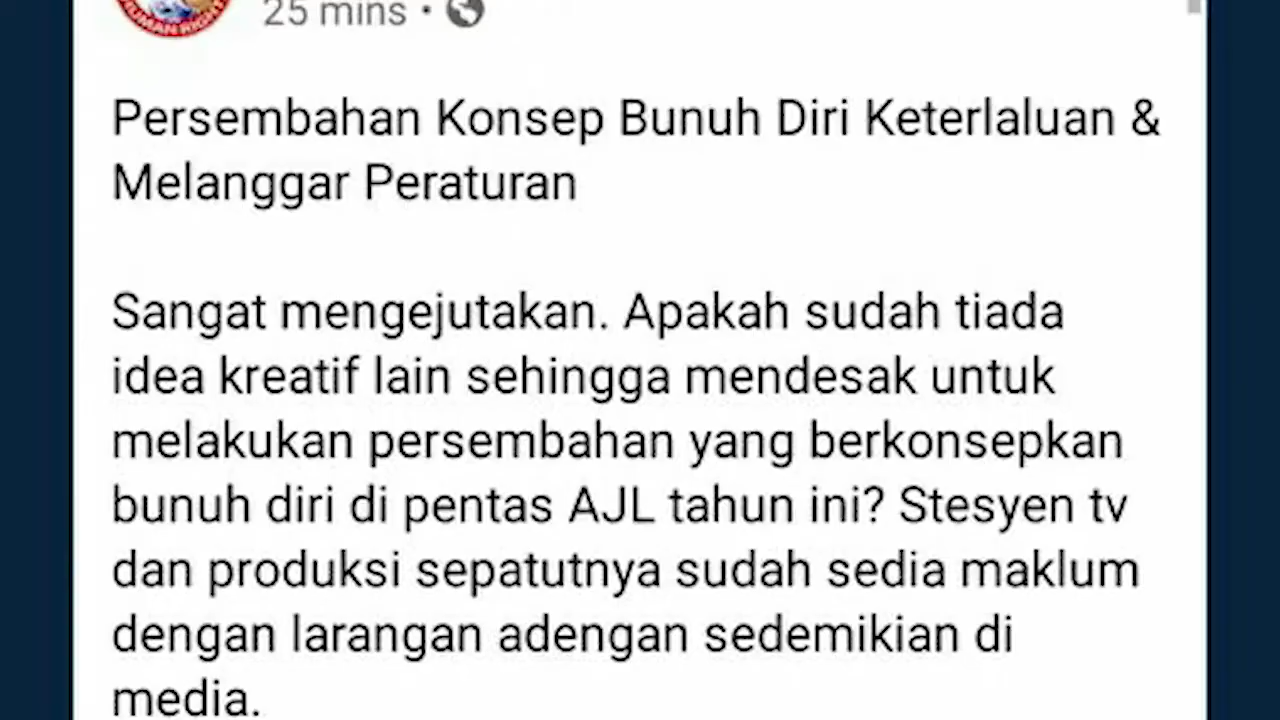 HUMAN RIGHT
25 mins •
Persembahan Konsep Bunuh Diri Keterlaluan &
Melanggar Peraturan
Sangat mengejutakan. Apakah sudah tiada
idea kreatif lain sehingga mendesak untuk
melakukan persembahan yang berkonsepkan
bunuh diri di pentas AJL tahun ini? Stesyen tv
dan produksi sepatutnya sudah sedia maklum
dengan larangan adengan sedemikian di
media.